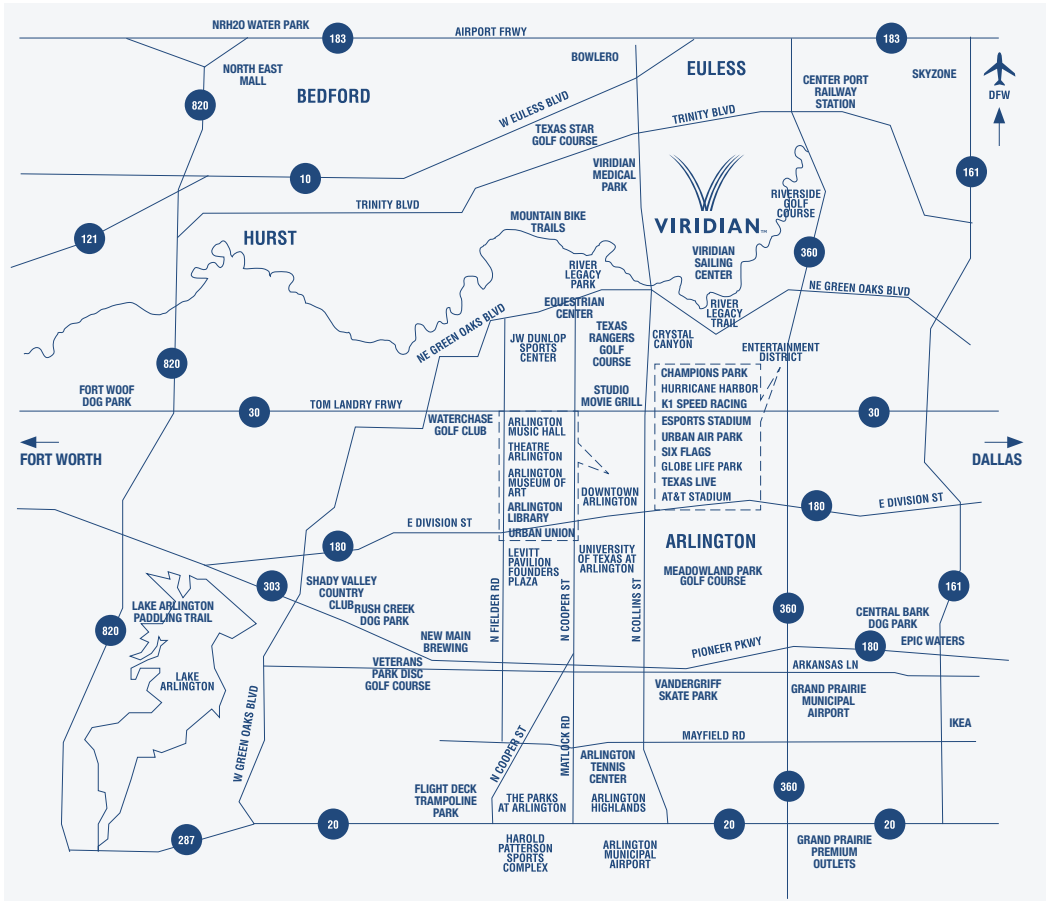 NRH2O WATER PARK
183
AIRPORT FRWY
183
BOWLERO
EULESS
SKYZONE
DFW
NORTH EAST
MALL
BEDFORD
CENTER PORT
RAILWAY
STATION
820
W EULESS BLVD
TRINITY BLVD
TEXAS STAR
GOLF COURSE
VIRIDIAN
MEDICAL
PARK
10
161
RIVERSIDE
GOLF
COURSE
TRINITY BLVD
MOUNTAIN BIKE
TRAILS
VIRIDIAN™
121
HURST
360
VIRIDIAN
SAILING
CENTER
RIVER
LEGACY
PARK
NE GREEN OAKS BLVD
EQUESTRIAN
CENTER
RIVER
LEGACY
TRAIL
NE GREEN OAKS BLVD
JW DUNLOP
SPORTS
CENTER
TEXAS
RANGERS
GOLF
COURSE
CRYSTAL
CANYON
ENTERTAINMENT
DISTRICT
820
CHAMPIONS PARK
HURRICANE HARBOR
K1 SPEED RACING
ESPORTS STADIUM
URBAN AIR PARK
SIX FLAGS
GLOBE LIFE PARK
TEXAS LIVE
AT&T STADIUM
FORT WOOF
DOG PARK
STUDIO
MOVIE GRILL
30
TOM LANDRY FRWY
30
WATERCHASE
GOLF CLUB
ARLINGTON
MUSIC HALL
THEATRE
ARLINGTON
ARLINGTON
MUSEUM OF
ART
ARLINGTON
LIBRARY
URBAN UNION
FORT WORTH
DALLAS
DOWNTOWN
ARLINGTON
E DIVISION ST
180
E DIVISION ST
180
ARLINGTON
LEVITT
PAVILION
FOUNDERS
PLAZA
UNIVERSITY
OF TEXAS AT
ARLINGTON
MEADOWLAND PARK
GOLF COURSE
303
SHADY VALLEY
COUNTRY
CLUB
RUSH CREEK
DOG PARK
N FIELDER RD
N COOPER ST
N COLLINS ST
161
LAKE ARLINGTON
PADDLING TRAIL
820
360
CENTRAL BARK
DOG PARK
EPIC WATERS
180
NEW MAIN
BREWING
PIONEER PKWY
ARKANSAS LN
VETERANS
PARK DISC
GOLF COURSE
LAKE
ARLINGTON
VANDERGRIFF
SKATE PARK
GRAND PRAIRIE
MUNICIPAL
AIRPORT
IKEA
W GREEN OAKS BLVD
N COOPER ST
MATLOCK RD
MAYFIELD RD
ARLINGTON
TENNIS
CENTER
FLIGHT DECK
TRAMPOLINE
PARK
THE PARKS
AT ARLINGTON
ARLINGTON
HIGHLANDS
360
20
20
20
287
HAROLD
PATTERSON
SPORTS
COMPLEX
ARLINGTON
MUNICIPAL
AIRPORT
GRAND PRAIRIE
PREMIUM
OUTLETS